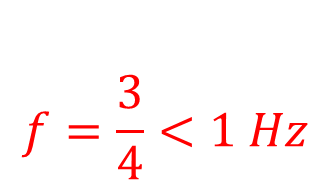 f = 3/4 < 1 Hz